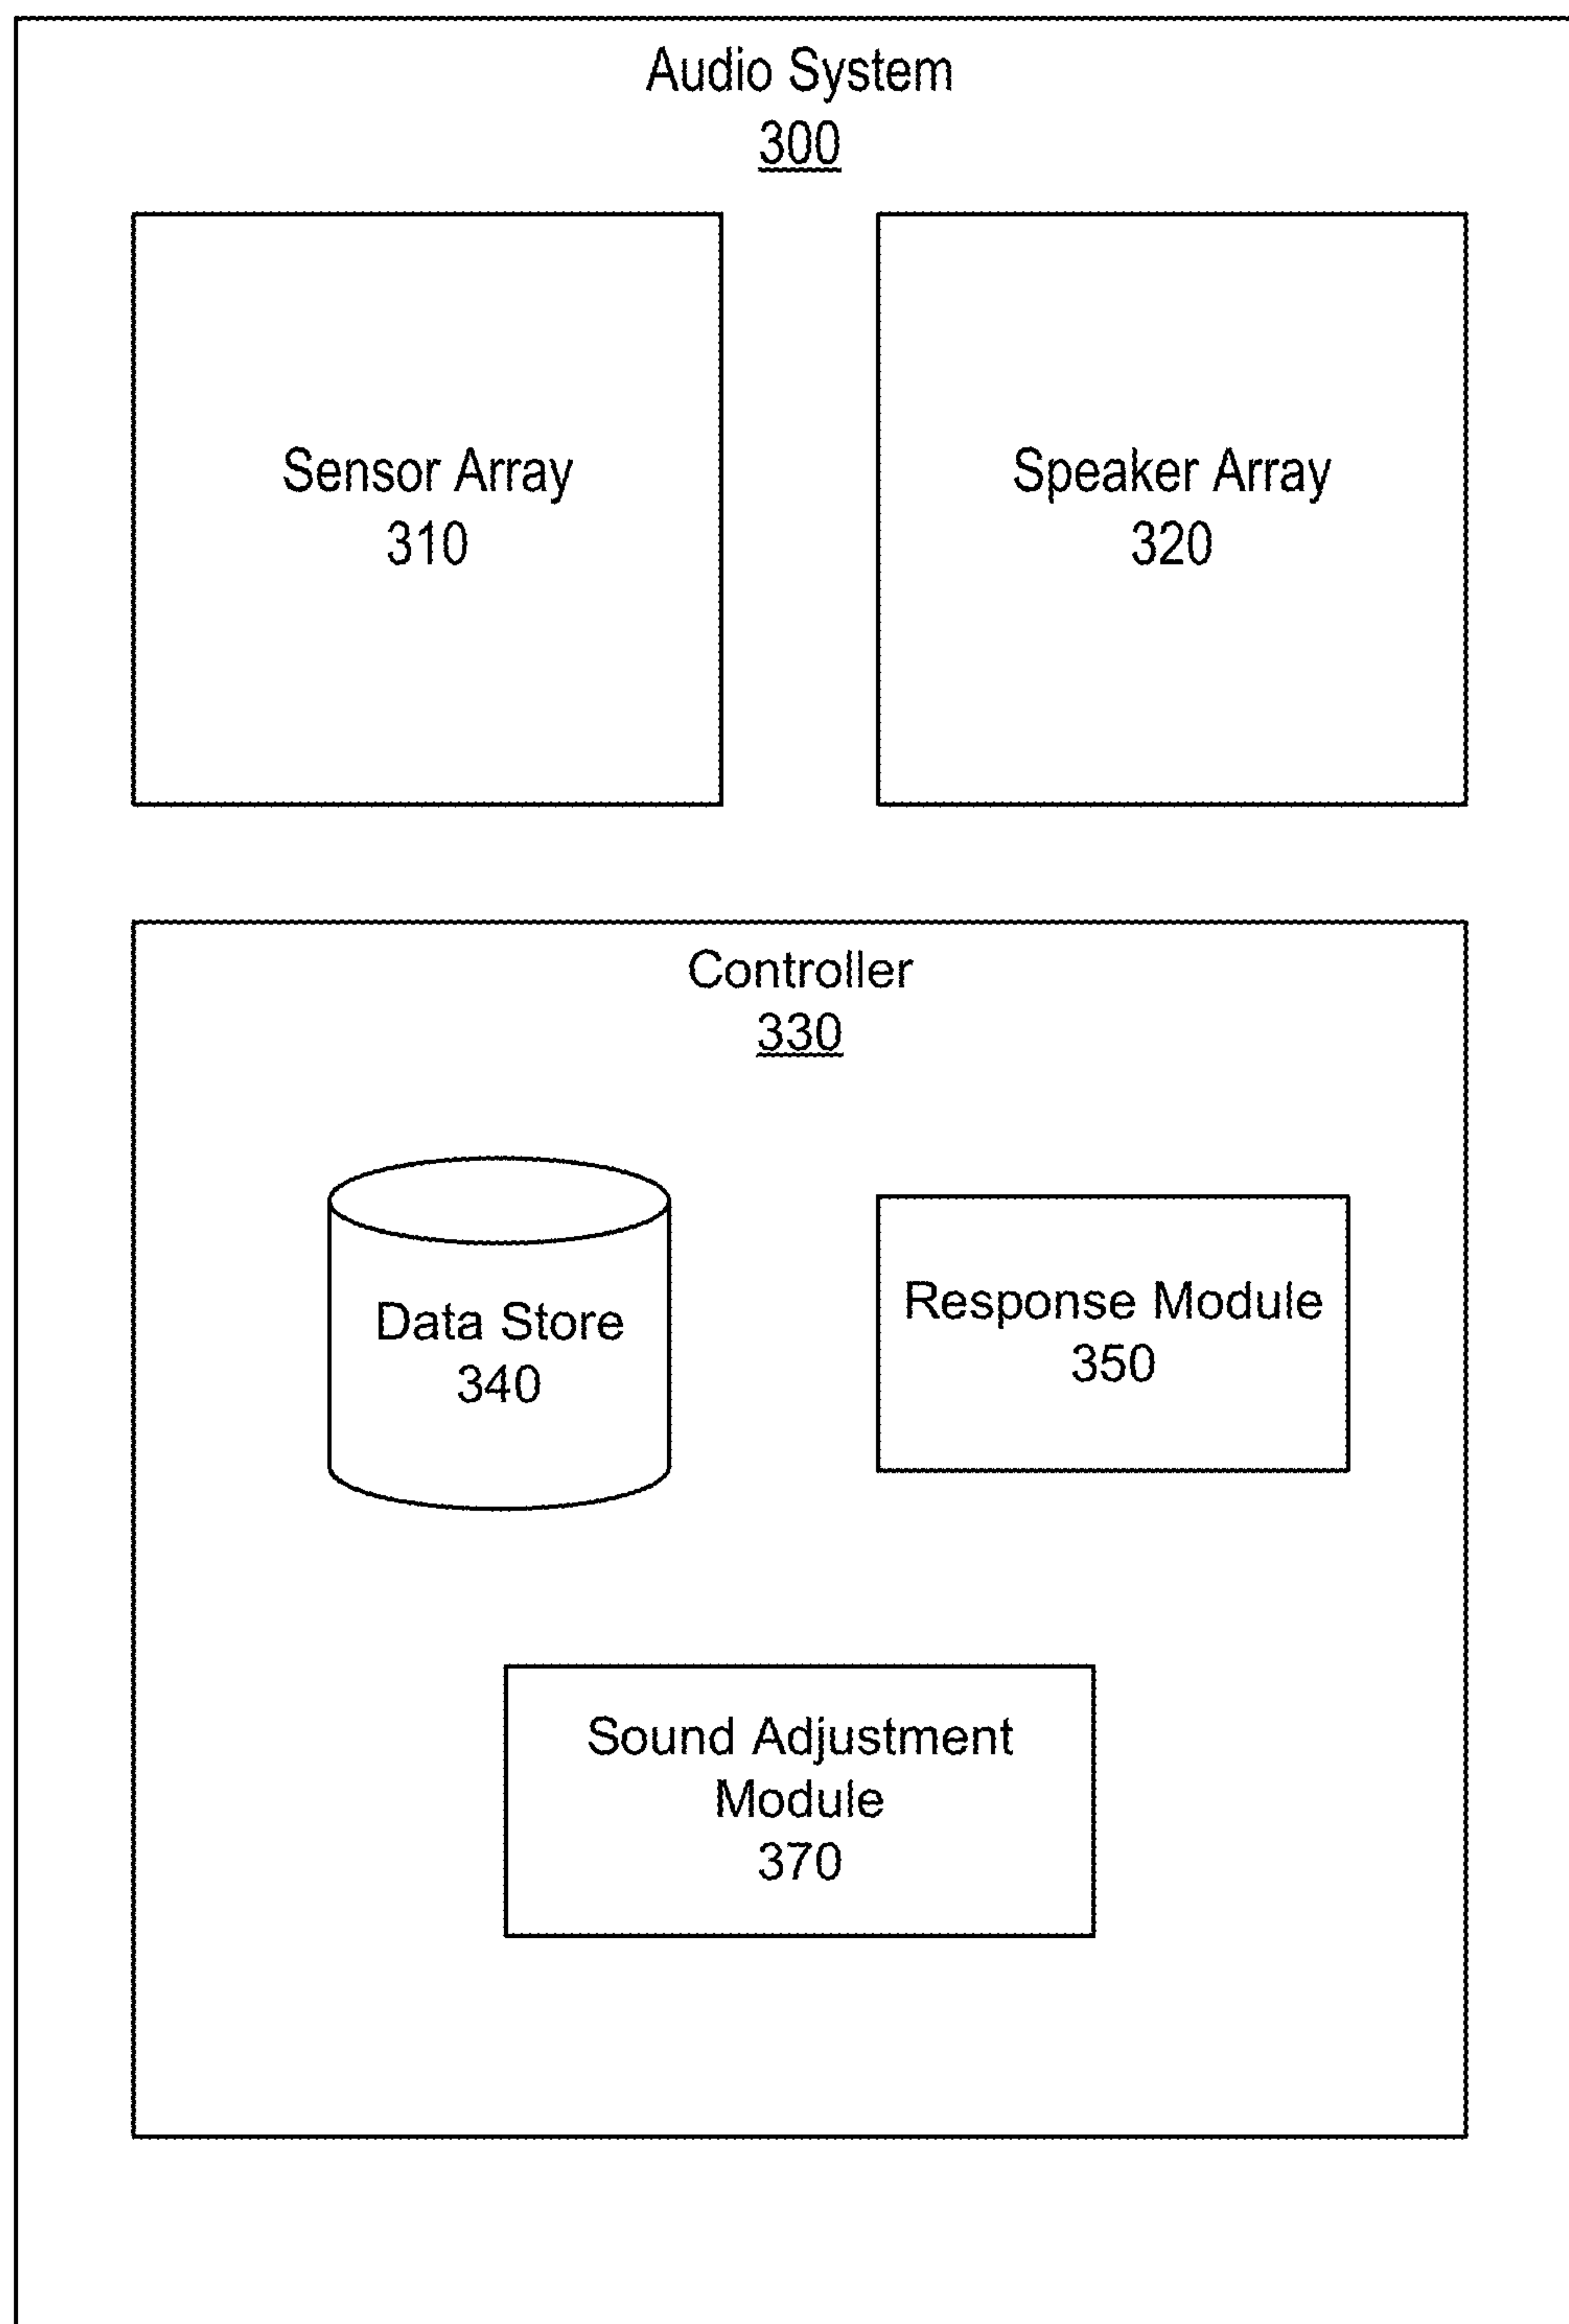 Audio System
300
Sensor Array
310
Speaker Array
320
Controller
330
Data Store
340
Response Module
350
Sound Adjustment
Module
370